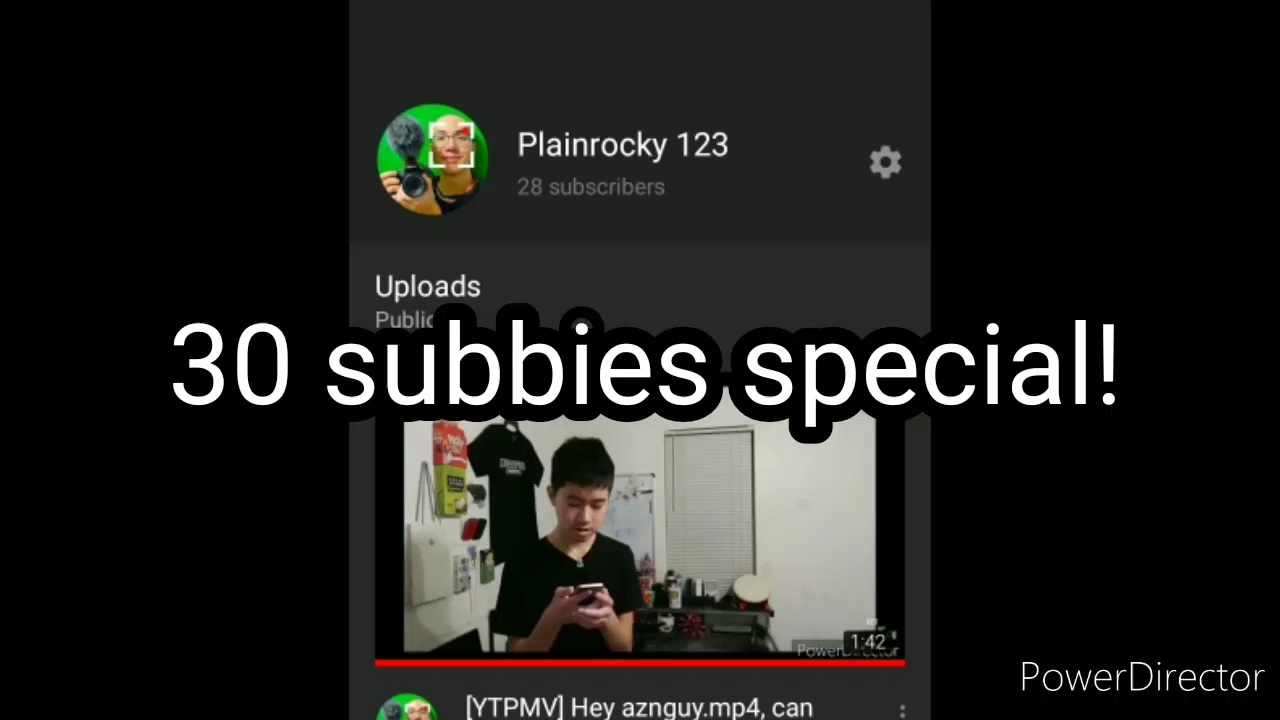 Plainrocky 123
28 subscribers
Uploads
Public
30 subbies special!
1:42
PowerDirector
[YTPMV] Hey aznguy.mp4, can
PowerDirector